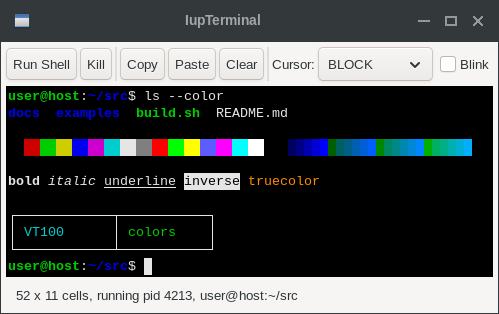 IupTerminal
Run Shell Kill Copy Paste Clear Cursor: BLOCK Blink
user@host:~/src$ ls --color
docs examples build.sh README.md
bold italic underline inverse truecolor
VT100 colors
user@host:~/src$
52 x 11 cells, running pid 4213, user@host:~/src